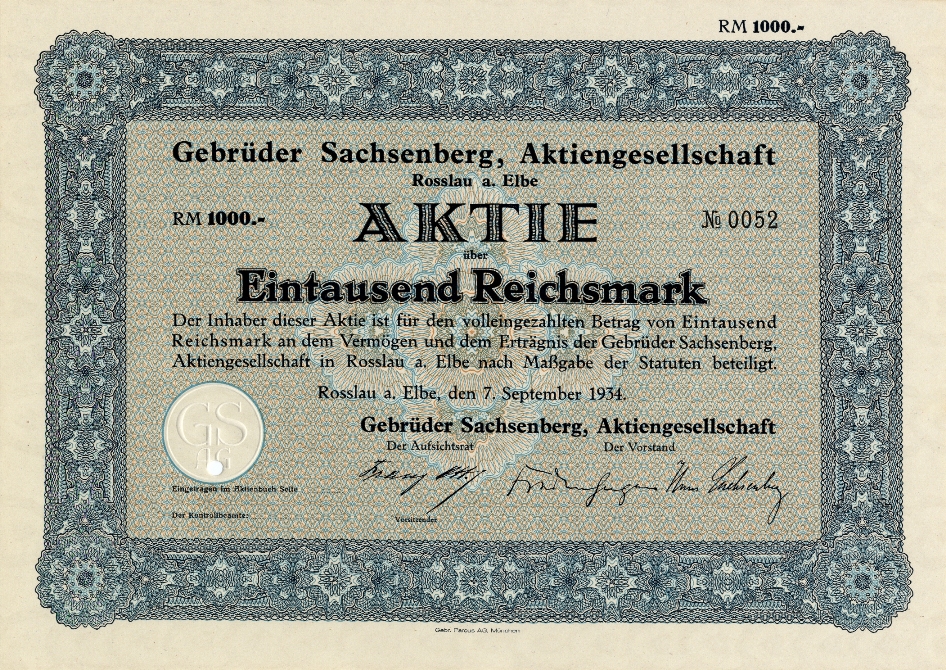 RM 1000.-
Gebrüder Sachsenberg, Aktiengesellschaft
Rosslau a. Elbe
RM 1000.-
AKTIE
№ 0052
über
Eintausend Reichsmark
Der Inhaber dieser Aktie ist für den volleingezahlten Betrag von Eintausend
Reichsmark an dem Vermögen und dem Erträgnis der Gebrüder Sachsenberg,
Aktiengesellschaft in Rosslau a. Elbe nach Maßgabe der Statuten beteiligt.
Rosslau a. Elbe, den 7. September 1934.
Gebrüder Sachsenberg, Aktiengesellschaft
Der Aufsichtsrat
Der Vorstand
GS
AG
Hans Sachsenberg
Eingetragen im Aktienbuch Seite
Der Kontrollbeamte:
Vorsitzender
Gebr. Parcus AG, München